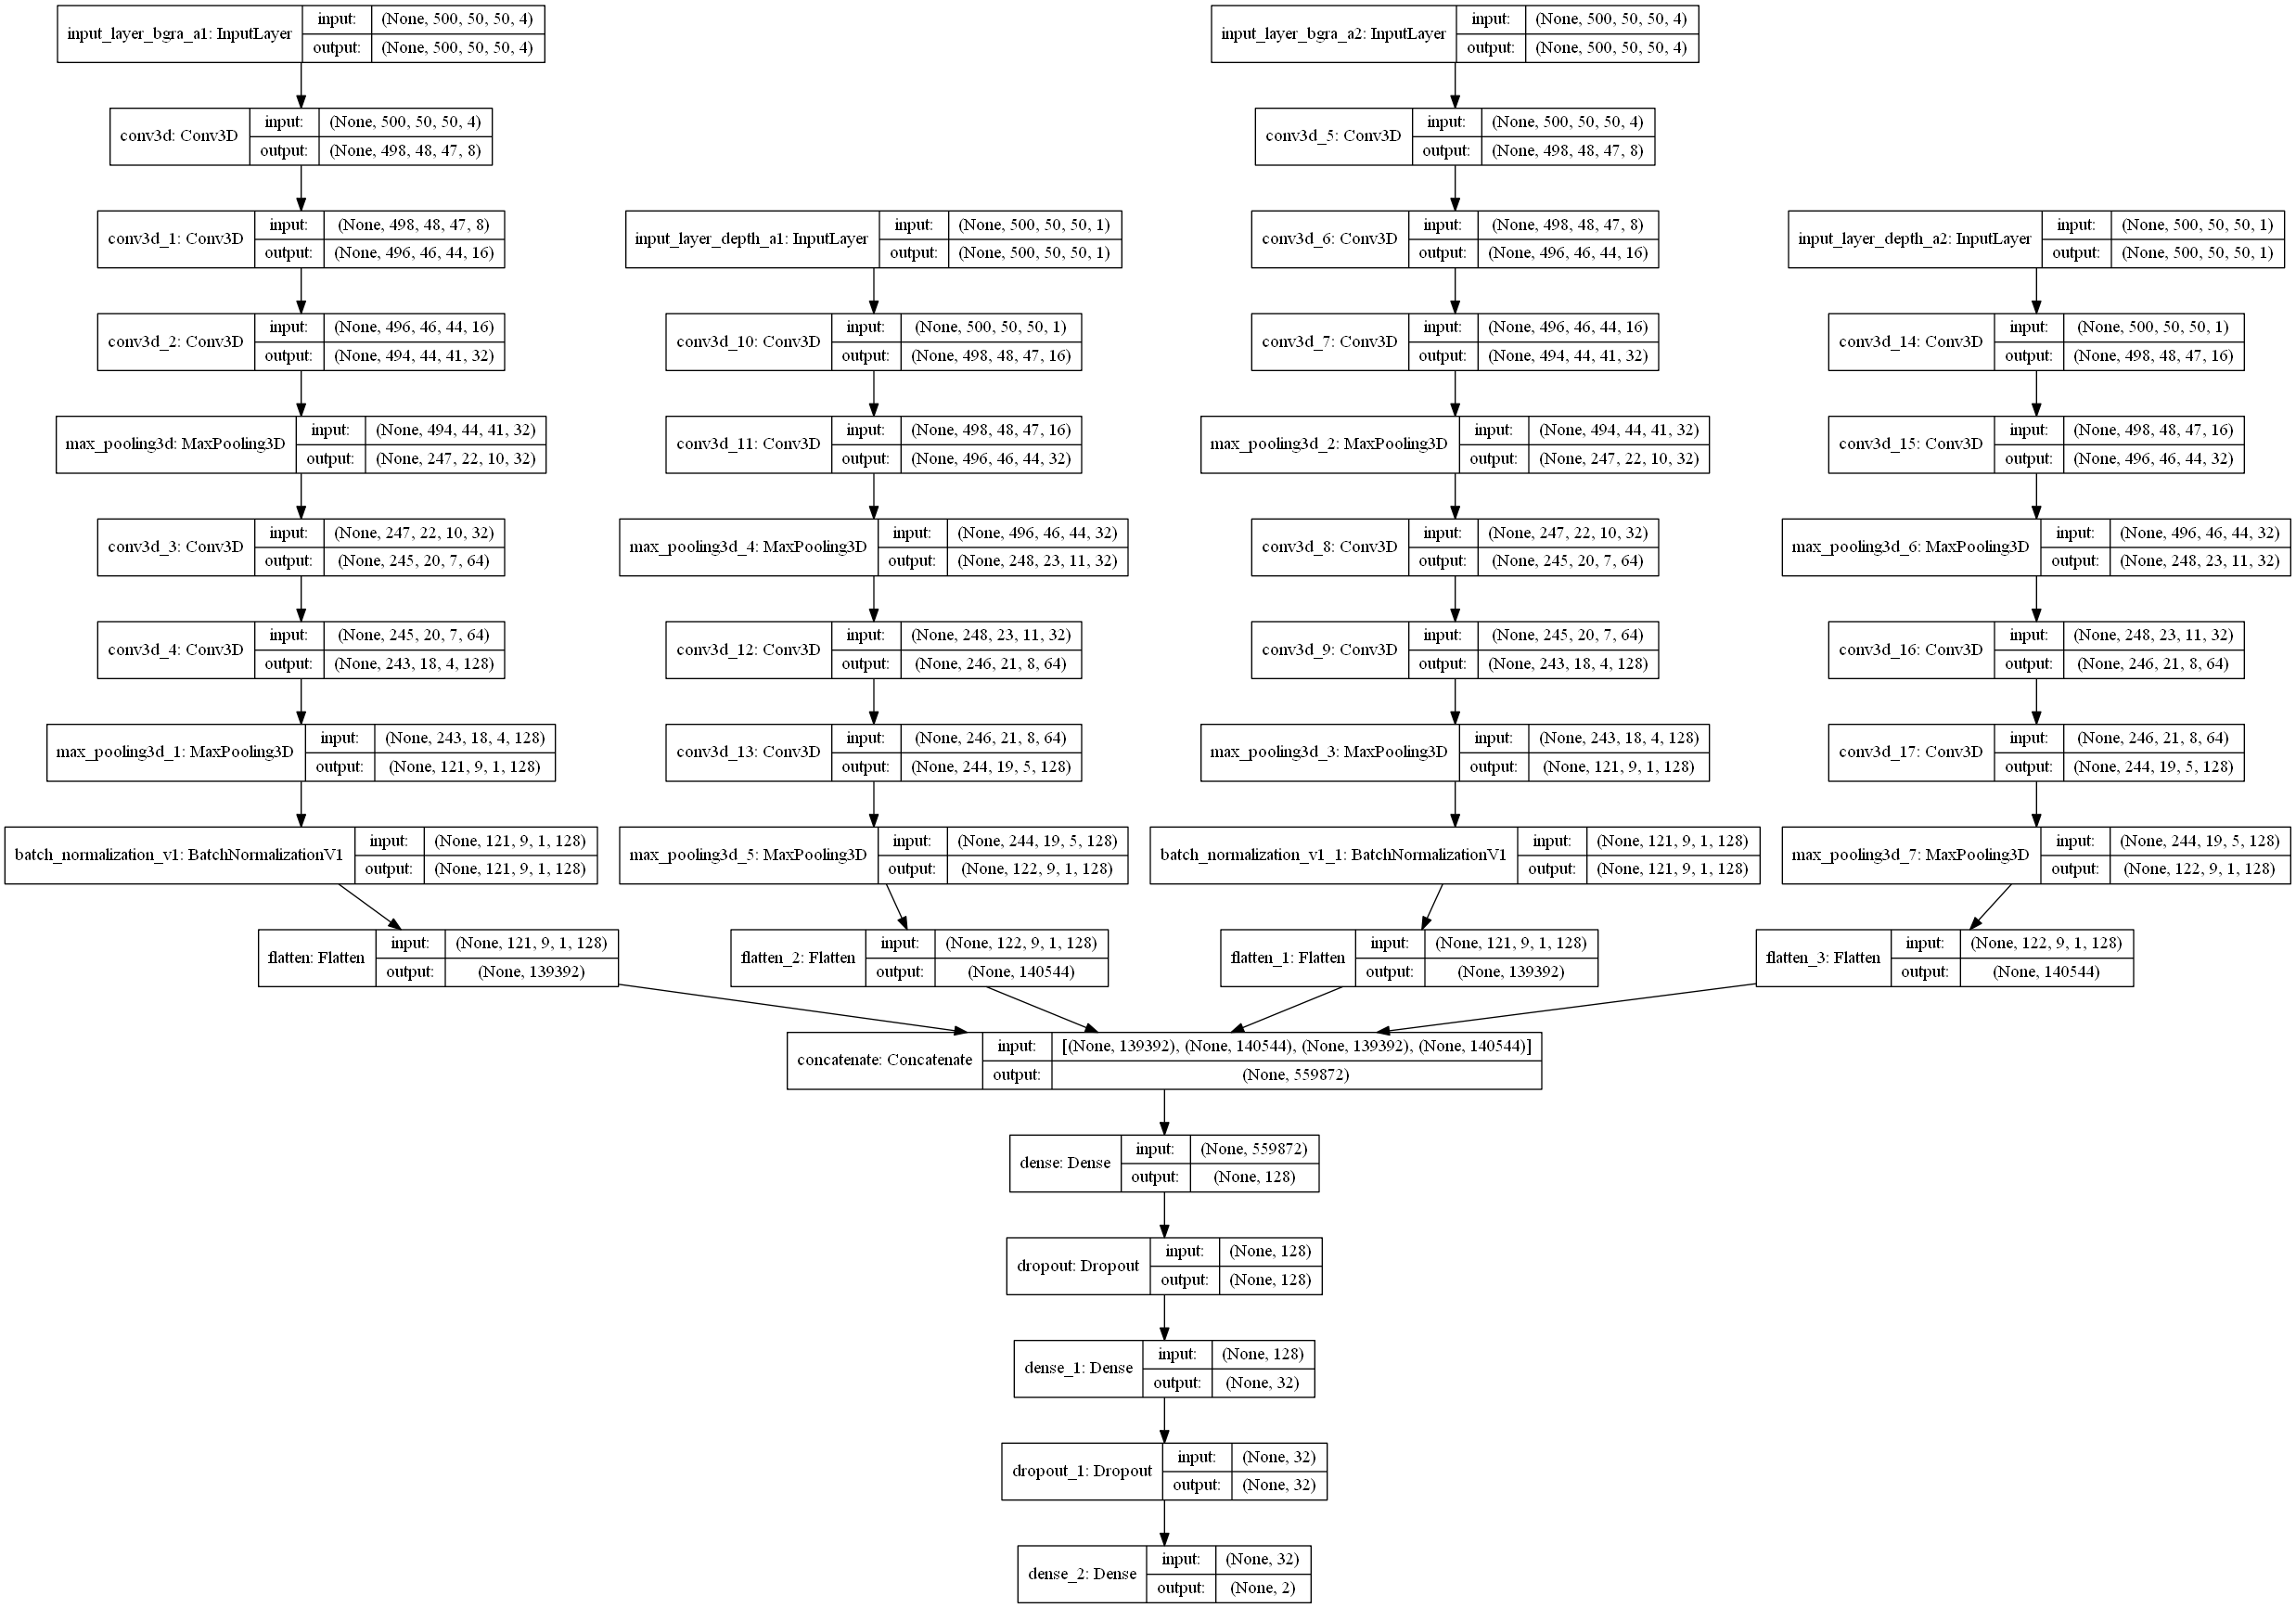 input_layer_bgra_a1: InputLayer
input: (None, 500, 50, 50, 4)
output: (None, 500, 50, 50, 4)
conv3d: Conv3D
input: (None, 500, 50, 50, 4)
output: (None, 498, 48, 47, 8)
conv3d_1: Conv3D
input: (None, 498, 48, 47, 8)
output: (None, 496, 46, 44, 16)
conv3d_2: Conv3D
input: (None, 496, 46, 44, 16)
output: (None, 494, 44, 41, 32)
max_pooling3d: MaxPooling3D
input: (None, 494, 44, 41, 32)
output: (None, 247, 22, 10, 32)
conv3d_3: Conv3D
input: (None, 247, 22, 10, 32)
output: (None, 245, 20, 7, 64)
conv3d_4: Conv3D
input: (None, 245, 20, 7, 64)
output: (None, 243, 18, 4, 128)
max_pooling3d_1: MaxPooling3D
input: (None, 243, 18, 4, 128)
output: (None, 121, 9, 1, 128)
batch_normalization_v1: BatchNormalizationV1
input: (None, 121, 9, 1, 128)
output: (None, 121, 9, 1, 128)
flatten: Flatten
input: (None, 121, 9, 1, 128)
output: (None, 139392)
input_layer_depth_a1: InputLayer
input: (None, 500, 50, 50, 1)
output: (None, 500, 50, 50, 1)
conv3d_10: Conv3D
input: (None, 500, 50, 50, 1)
output: (None, 498, 48, 47, 16)
conv3d_11: Conv3D
input: (None, 498, 48, 47, 16)
output: (None, 496, 46, 44, 32)
max_pooling3d_4: MaxPooling3D
input: (None, 496, 46, 44, 32)
output: (None, 248, 23, 11, 32)
conv3d_12: Conv3D
input: (None, 248, 23, 11, 32)
output: (None, 246, 21, 8, 64)
conv3d_13: Conv3D
input: (None, 246, 21, 8, 64)
output: (None, 244, 19, 5, 128)
max_pooling3d_5: MaxPooling3D
input: (None, 244, 19, 5, 128)
output: (None, 122, 9, 1, 128)
flatten_2: Flatten
input: (None, 122, 9, 1, 128)
output: (None, 140544)
input_layer_bgra_a2: InputLayer
input: (None, 500, 50, 50, 4)
output: (None, 500, 50, 50, 4)
conv3d_5: Conv3D
input: (None, 500, 50, 50, 4)
output: (None, 498, 48, 47, 8)
conv3d_6: Conv3D
input: (None, 498, 48, 47, 8)
output: (None, 496, 46, 44, 16)
conv3d_7: Conv3D
input: (None, 496, 46, 44, 16)
output: (None, 494, 44, 41, 32)
max_pooling3d_2: MaxPooling3D
input: (None, 494, 44, 41, 32)
output: (None, 247, 22, 10, 32)
conv3d_8: Conv3D
input: (None, 247, 22, 10, 32)
output: (None, 245, 20, 7, 64)
conv3d_9: Conv3D
input: (None, 245, 20, 7, 64)
output: (None, 243, 18, 4, 128)
max_pooling3d_3: MaxPooling3D
input: (None, 243, 18, 4, 128)
output: (None, 121, 9, 1, 128)
batch_normalization_v1_1: BatchNormalizationV1
input: (None, 121, 9, 1, 128)
output: (None, 121, 9, 1, 128)
flatten_1: Flatten
input: (None, 121, 9, 1, 128)
output: (None, 139392)
input_layer_depth_a2: InputLayer
input: (None, 500, 50, 50, 1)
output: (None, 500, 50, 50, 1)
conv3d_14: Conv3D
input: (None, 500, 50, 50, 1)
output: (None, 498, 48, 47, 16)
conv3d_15: Conv3D
input: (None, 498, 48, 47, 16)
output: (None, 496, 46, 44, 32)
max_pooling3d_6: MaxPooling3D
input: (None, 496, 46, 44, 32)
output: (None, 248, 23, 11, 32)
conv3d_16: Conv3D
input: (None, 248, 23, 11, 32)
output: (None, 246, 21, 8, 64)
conv3d_17: Conv3D
input: (None, 246, 21, 8, 64)
output: (None, 244, 19, 5, 128)
max_pooling3d_7: MaxPooling3D
input: (None, 244, 19, 5, 128)
output: (None, 122, 9, 1, 128)
flatten_3: Flatten
input: (None, 122, 9, 1, 128)
output: (None, 140544)
concatenate: Concatenate
input: [(None, 139392), (None, 140544), (None, 139392), (None, 140544)]
output: (None, 559872)
dense: Dense
input: (None, 559872)
output: (None, 128)
dropout: Dropout
input: (None, 128)
output: (None, 128)
dense_1: Dense
input: (None, 128)
output: (None, 32)
dropout_1: Dropout
input: (None, 32)
output: (None, 32)
dense_2: Dense
input: (None, 32)
output: (None, 2)